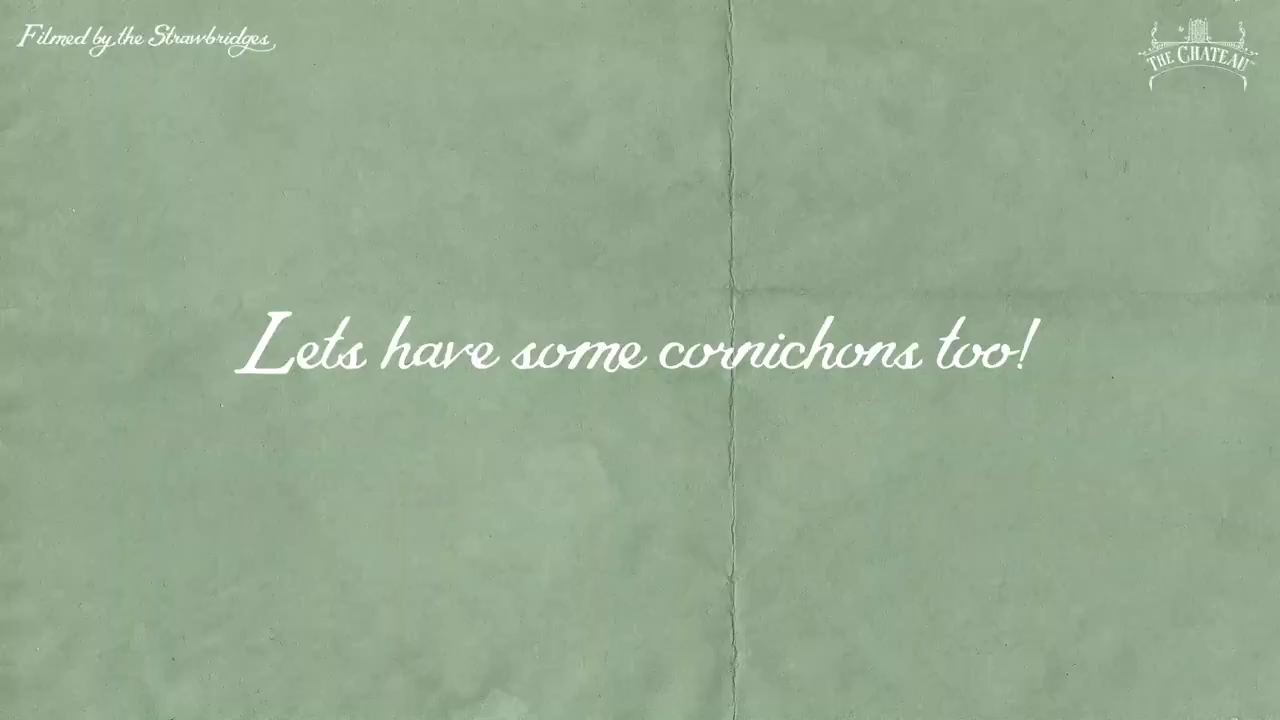 Filmed by the Strawbridges
THE CHATEAU
Lets have some cornichons too!